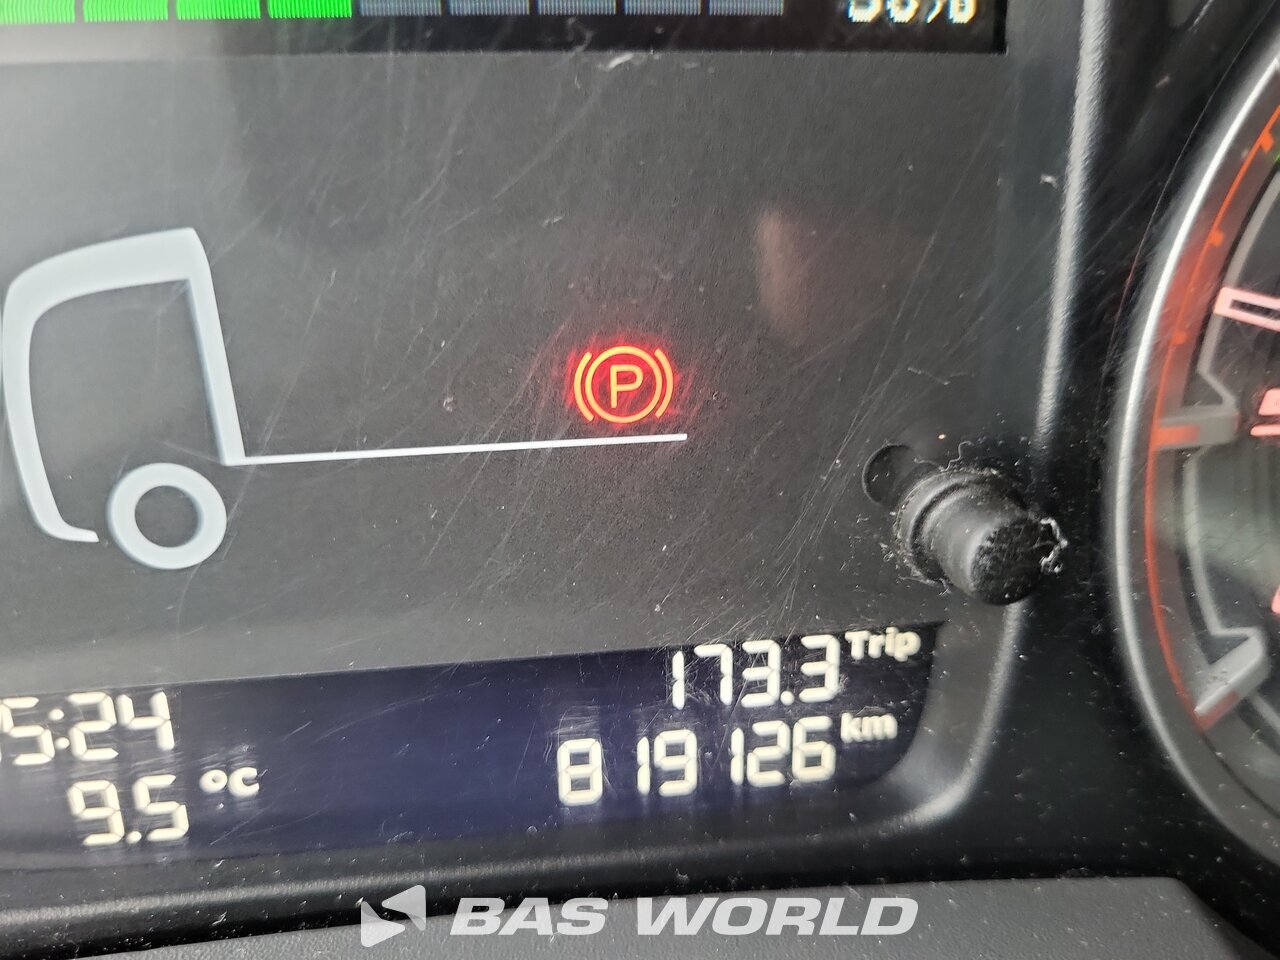 P
173.3 Trip
5:24
819126 km
9.5 °C
BAS WORLD